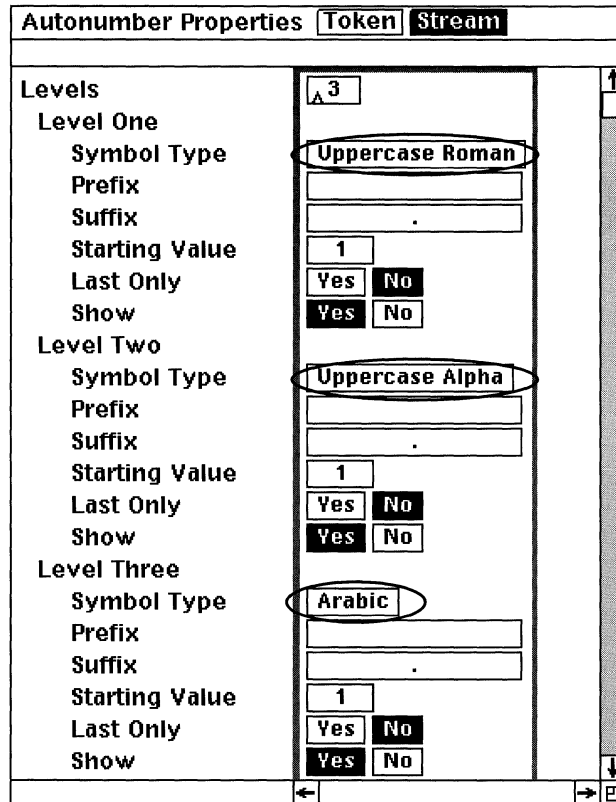 Autonumber Properties Token Stream
Levels 3
Level One
Symbol Type Uppercase Roman
Prefix
Suffix .
Starting Value 1
Last Only Yes No
Show Yes No
Level Two
Symbol Type Uppercase Alpha
Prefix
Suffix .
Starting Value 1
Last Only Yes No
Show Yes No
Level Three
Symbol Type Arabic
Prefix
Suffix .
Starting Value 1
Last Only Yes No
Show Yes No